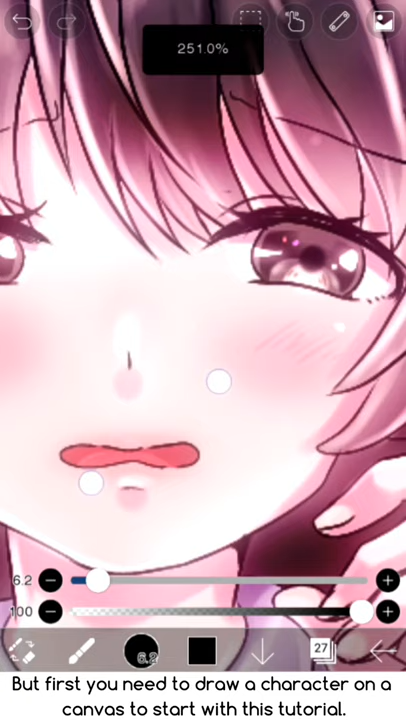 251.0%
6.2
100
6.2
27
But first you need to draw a character on a
canvas to start with this tutorial.